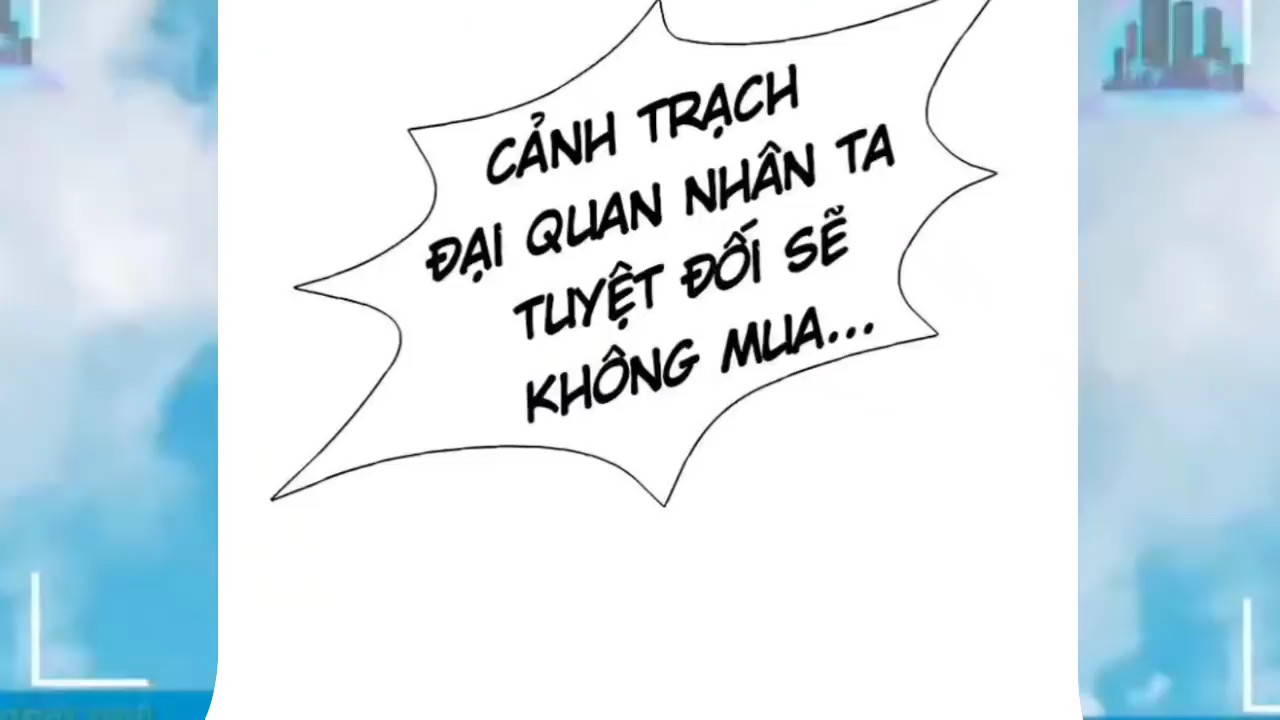 CẢNH TRẠCH
ĐẠI QUAN NHÂN TA
TUYỆT ĐỐI SẼ
KHÔNG MUA...